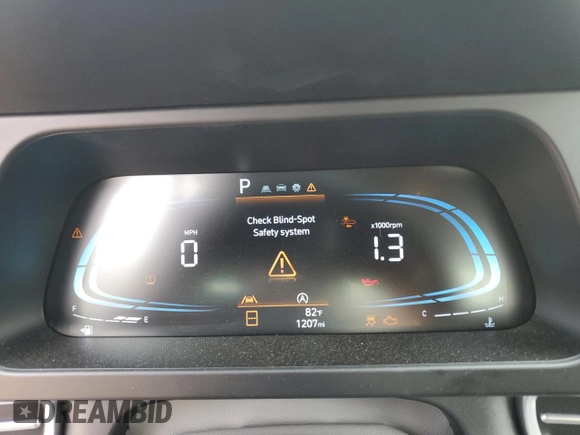 P
Check Blind-Spot
Safety system
MPH
0
x1000rpm
1.3
A
F
E
82°F
1207mi
C
H
DREAMBID